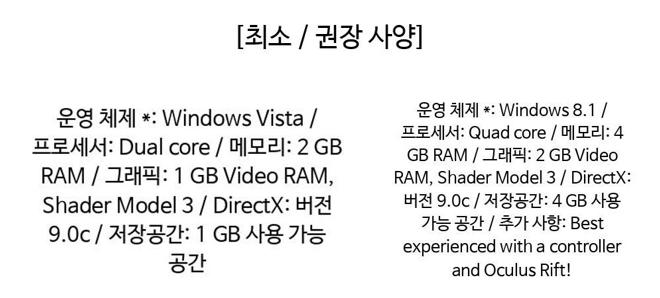 [최소 / 권장 사양]
운영 체제 *: Windows Vista /
프로세서: Dual core / 메모리: 2 GB
RAM / 그래픽: 1 GB Video RAM,
Shader Model 3 / DirectX: 버전
9.0c / 저장공간: 1 GB 사용 가능
공간
운영 체제 *: Windows 8.1 /
프로세서: Quad core / 메모리: 4
GB RAM / 그래픽: 2 GB Video
RAM, Shader Model 3 / DirectX:
버전 9.0c / 저장공간: 4 GB 사용
가능 공간 / 추가 사항: Best
experienced with a controller
and Oculus Rift!